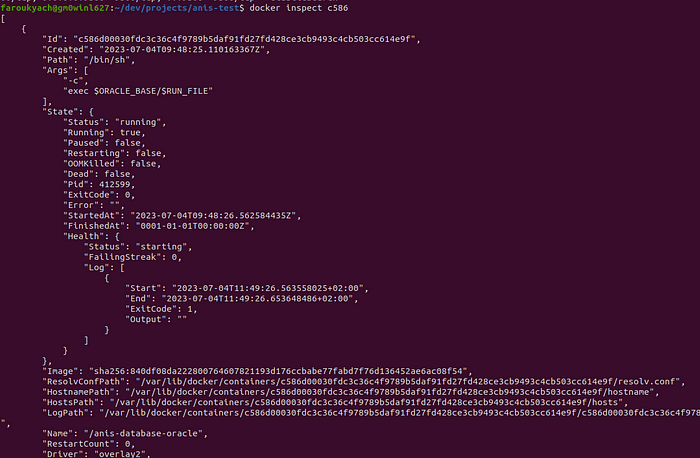 faroukyach@gm0winl627:~/dev/projects/anis-test$ docker inspect c586
[
    {
        "Id": "c586d00030fdc3c36c4f9789b5daf91fd27fd428ce3cb9493c4cb503cc614e9f",
        "Created": "2023-07-04T09:48:25.110163367Z",
        "Path": "/bin/sh",
        "Args": [
            "-c",
            "exec $ORACLE_BASE/$RUN_FILE"
        ],
        "State": {
            "Status": "running",
            "Running": true,
            "Paused": false,
            "Restarting": false,
            "OOMKilled": false,
            "Dead": false,
            "Pid": 412599,
            "ExitCode": 0,
            "Error": "",
            "StartedAt": "2023-07-04T09:48:26.562584435Z",
            "FinishedAt": "0001-01-01T00:00:00Z",
            "Health": {
                "Status": "starting",
                "FailingStreak": 0,
                "Log": [
                    {
                        "Start": "2023-07-04T11:49:26.563558025+02:00",
                        "End": "2023-07-04T11:49:26.653648486+02:00",
                        "ExitCode": 1,
                        "Output": ""
                    }
                ]
            }
        },
        "Image": "sha256:840df08da222800764607821193d176ccbabe77fabd7f76d136452ae6ac08f54",
        "ResolvConfPath": "/var/lib/docker/containers/c586d00030fdc3c36c4f9789b5daf91fd27fd428ce3cb9493c4cb503cc614e9f/resolv.conf",
        "HostnamePath": "/var/lib/docker/containers/c586d00030fdc3c36c4f9789b5daf91fd27fd428ce3cb9493c4cb503cc614e9f/hostname",
        "HostsPath": "/var/lib/docker/containers/c586d00030fdc3c36c4f9789b5daf91fd27fd428ce3cb9493c4cb503cc614e9f/hosts",
        "LogPath": "/var/lib/docker/containers/c586d00030fdc3c36c4f9789b5daf91fd27fd428ce3cb9493c4cb503cc614e9f/c586d00030fdc3c36c4f978
",
        "Name": "/anis-database-oracle",
        "RestartCount": 0,
        "Driver": "overlay2",